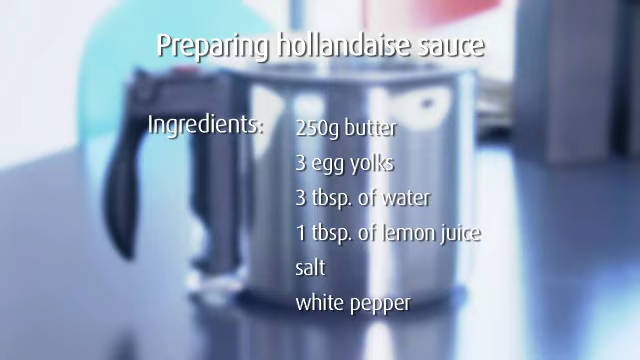 Preparing hollandaise sauce
Ingredients: 250g butter
3 egg yolks
3 tbsp. of water
1 tbsp. of lemon juice
salt
white pepper